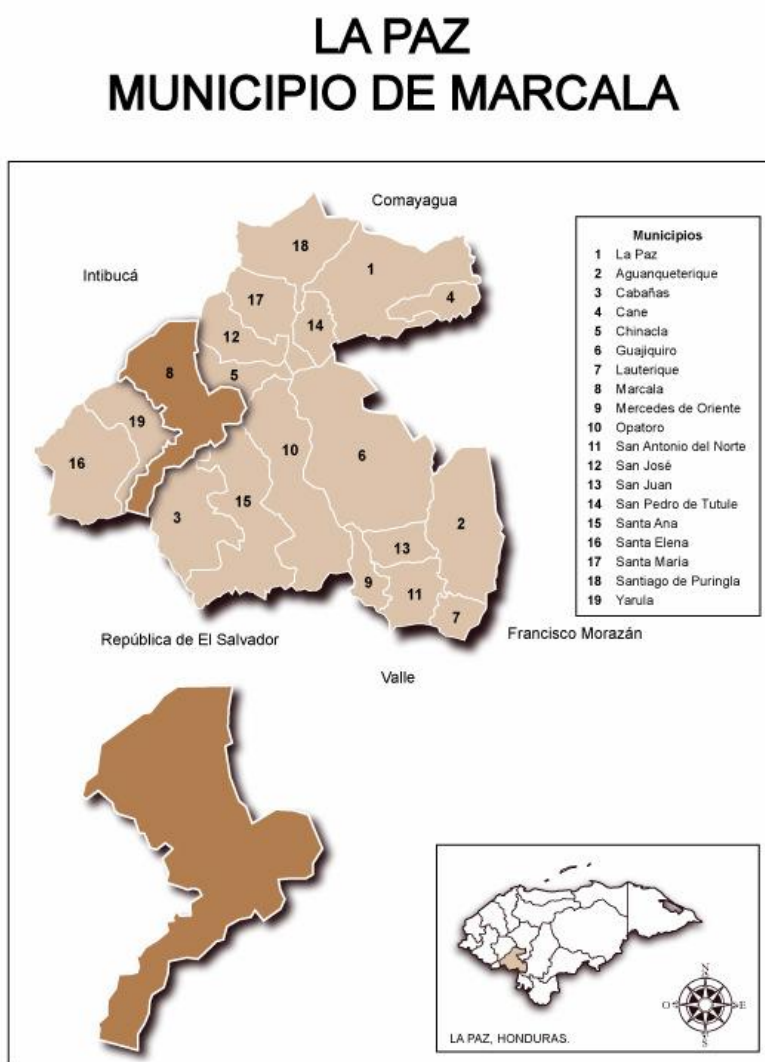 LA PAZ
MUNICIPIO DE MARCALA
Comayagua
Intibucá
18
1
17
4
12
14
8
5
19
10
6
16
15
3
2
13
9
11
7
República de El Salvador
Francisco Morazán
Valle
Municipios
1 La Paz
2 Aguanqueterique
3 Cabañas
4 Cane
5 Chinacla
6 Guajiquiro
7 Lauterique
8 Marcala
9 Mercedes de Oriente
10 Opatoro
11 San Antonio del Norte
12 San José
13 San Juan
14 San Pedro de Tutule
15 Santa Ana
16 Santa Elena
17 Santa María
18 Santiago de Puringla
19 Yarula
N
O
E
S
LA PAZ, HONDURAS.